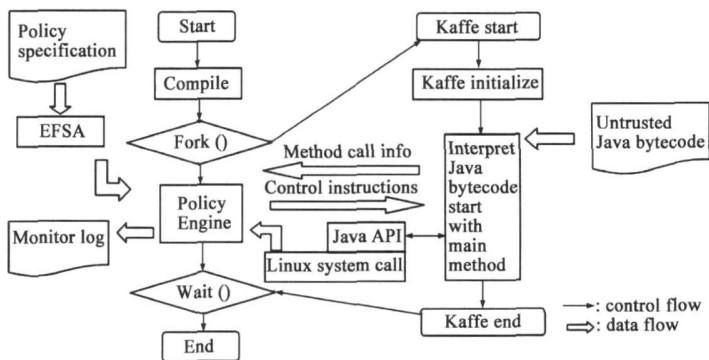 Policy
specification
EFSA
Monitor log
Start
Compile
Fork ()
Policy
Engine
Wait ()
End
Method call info
Control instructions
Java API
Linux system call
Kaffe start
Kaffe initialize
Interpret
Java
bytecode
start
with
main
method
Kaffe end
Untrusted
Java bytecode
: control flow
: data flow